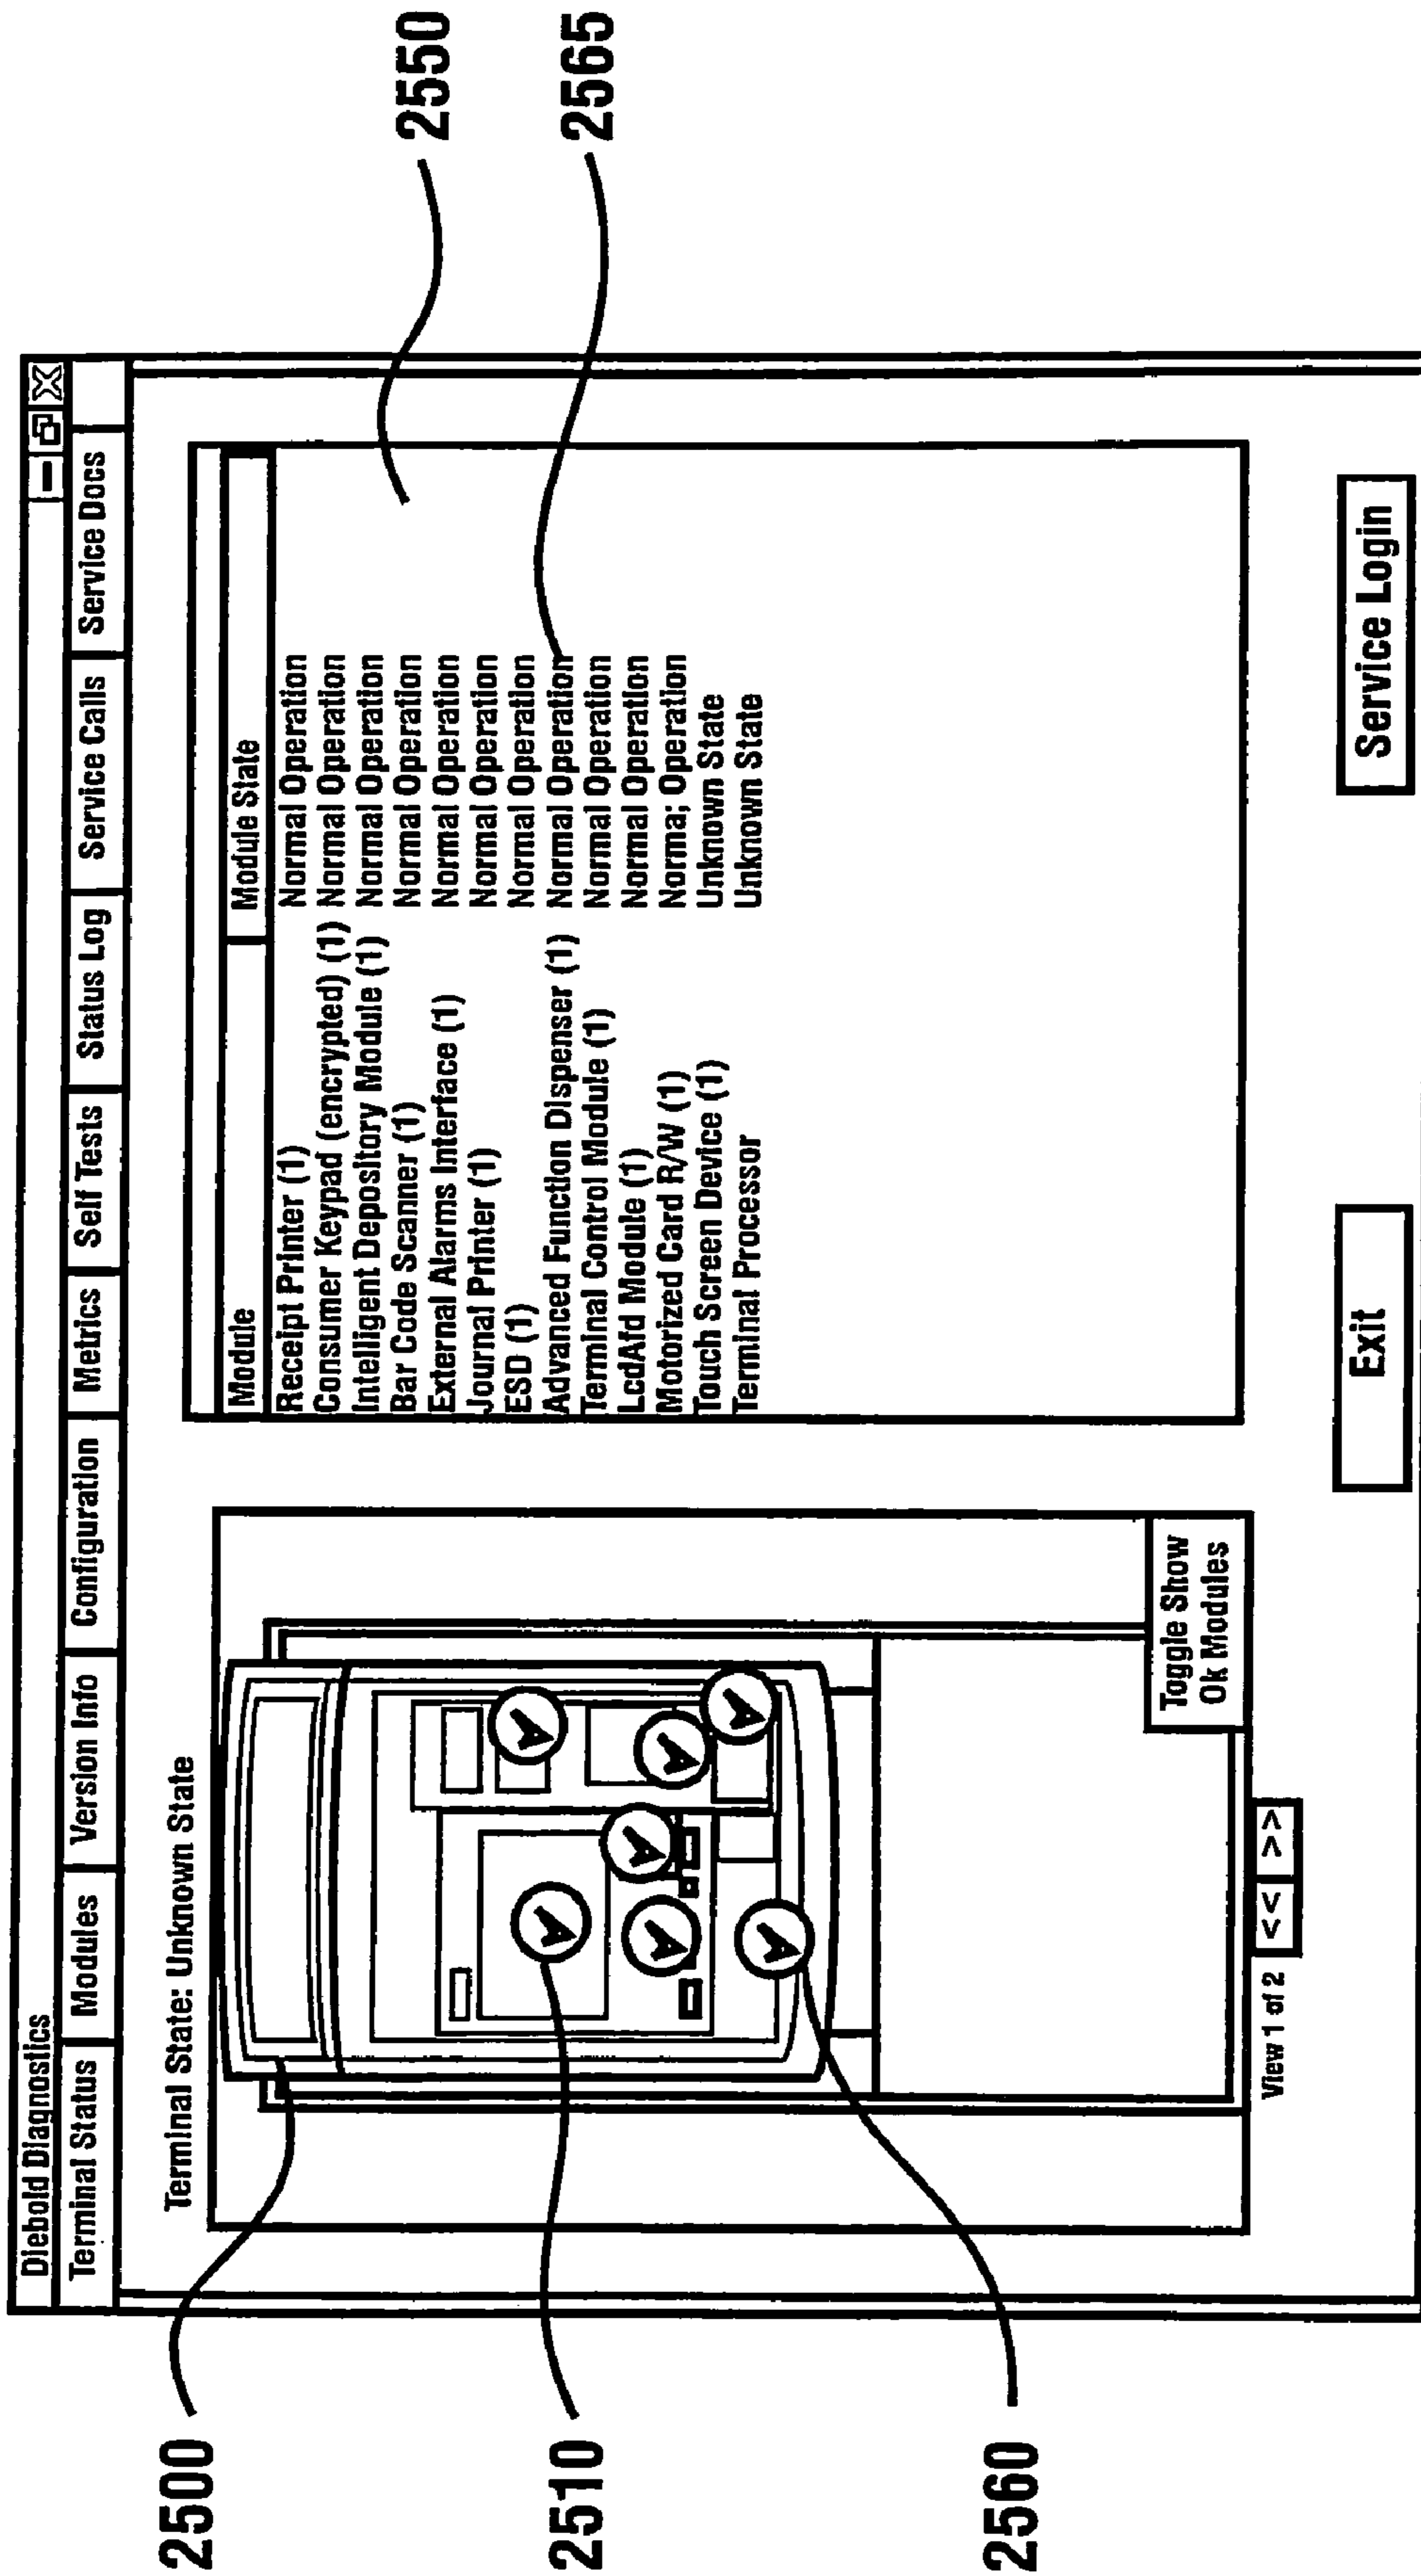 Diebold Diagnostics
Terminal Status Modules Version Info Configuration Metrics Self Tests Status Log Service Calls Service Docs
Terminal State: Unknown State
Toggle Show
Ok Modules
View 1 of 2 << >>
Module Module State
Receipt Printer (1) Normal Operation
Consumer Keypad (encrypted) (1) Normal Operation
Intelligent Depository Module (1) Normal Operation
Bar Code Scanner (1) Normal Operation
External Alarms Interface (1) Normal Operation
Journal Printer (1) Normal Operation
ESD (1) Normal Operation
Advanced Function Dispenser (1) Normal Operation
Terminal Control Module (1) Normal Operation
LcdAfd Module (1) Normal Operation
Motorized Card R/W (1) Norma; Operation
Touch Screen Device (1) Unknown State
Terminal Processor Unknown State
Exit Service Login
2500
2510
2560
2550
2565